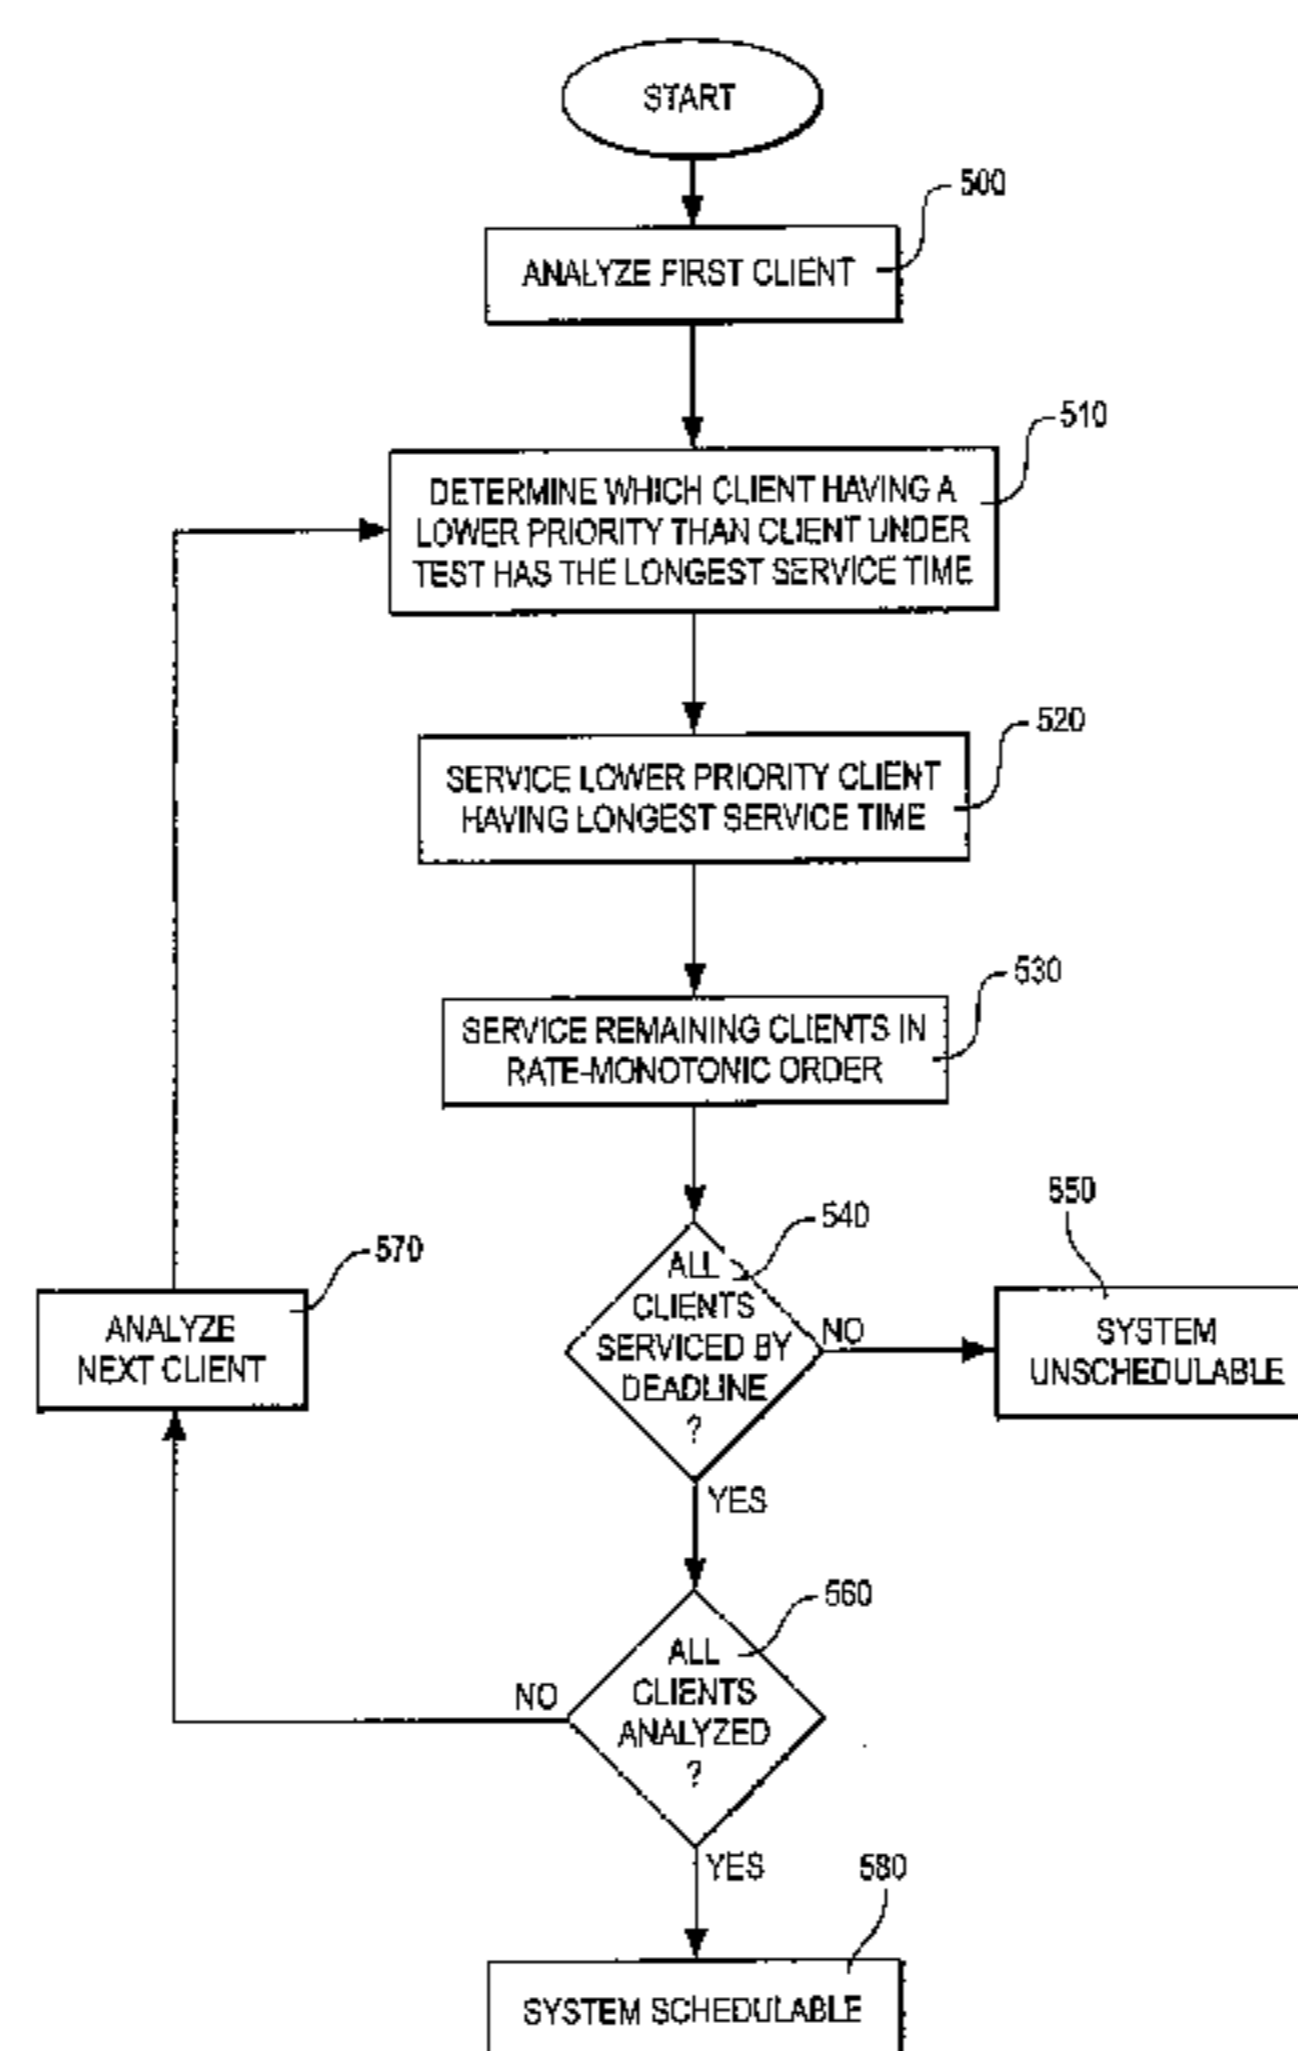 START
500
ANALYZE FIRST CLIENT
510
DETERMINE WHICH CLIENT HAVING A
LOWER PRIORITY THAN CLIENT UNDER
TEST HAS THE LONGEST SERVICE TIME
520
SERVICE LOWER PRIORITY CLIENT
HAVING LONGEST SERVICE TIME
530
SERVICE REMAINING CLIENTS IN
RATE-MONOTONIC ORDER
540
ALL
CLIENTS
SERVICED BY
DEADLINE
?
NO
550
SYSTEM
UNSCHEDULABLE
570
ANALYZE
NEXT CLIENT
YES
560
ALL
CLIENTS
ANALYZED
?
NO
YES
580
SYSTEM SCHEDULABLE